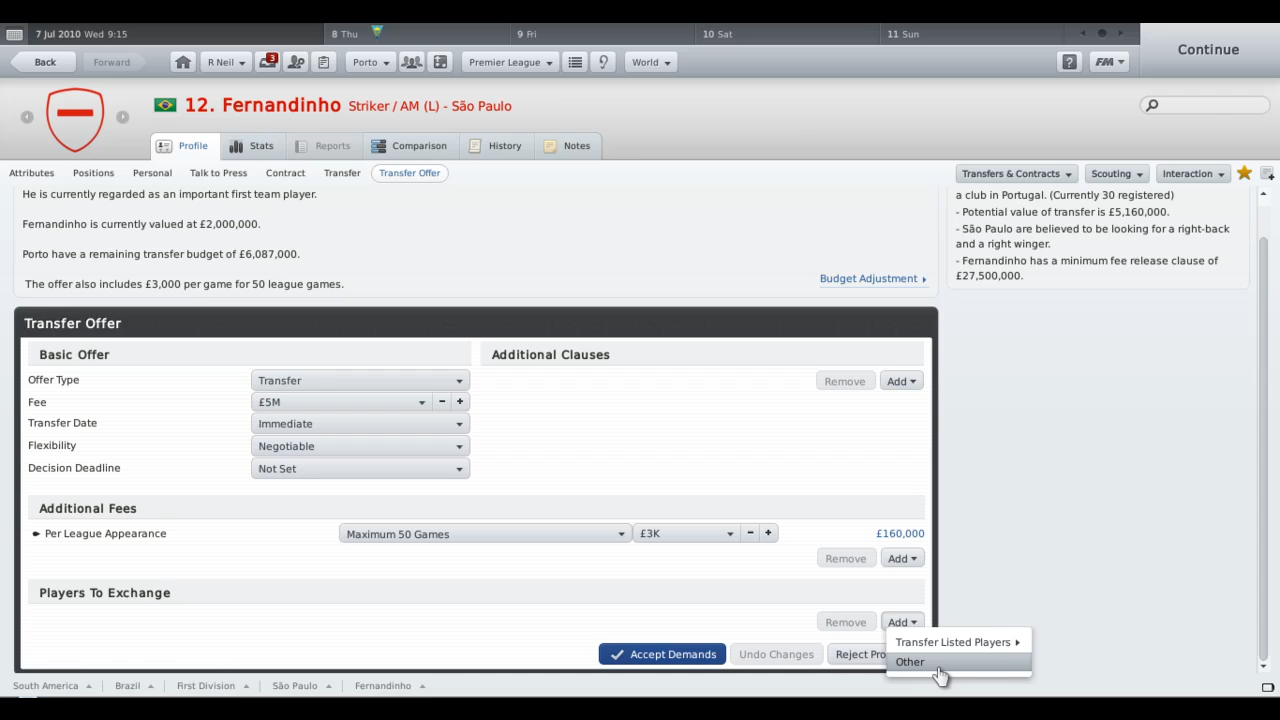 7 Jul 2010 Wed 9:15
8 Thu
9 Fri
10 Sat
11 Sun
Continue
Back
Forward
R Neil
3
Porto
Premier League
World
?
FM
12. Fernandinho Striker / AM (L) - São Paulo
Profile
Stats
Reports
Comparison
History
Notes
Attributes
Positions
Personal
Talk to Press
Contract
Transfer
Transfer Offer
Transfers & Contracts
Scouting
Interaction
He is currently regarded as an important first team player.
Fernandinho is currently valued at £2,000,000.
Porto have a remaining transfer budget of £6,087,000.
The offer also includes £3,000 per game for 50 league games.
Budget Adjustment
a club in Portugal. (Currently 30 registered)
- Potential value of transfer is £5,160,000.
- São Paulo are believed to be looking for a right-back
and a right winger.
- Fernandinho has a minimum fee release clause of
£27,500,000.
Transfer Offer
Basic Offer
Additional Clauses
Offer Type
Transfer
Remove
Add
Fee
£5M
- +
Transfer Date
Immediate
Flexibility
Negotiable
Decision Deadline
Not Set
Additional Fees
Per League Appearance
Maximum 50 Games
£3K
- +
£160,000
Remove
Add
Players To Exchange
Remove
Add
Transfer Listed Players
Other
Accept Demands
Undo Changes
Reject Pro
South America
Brazil
First Division
São Paulo
Fernandinho